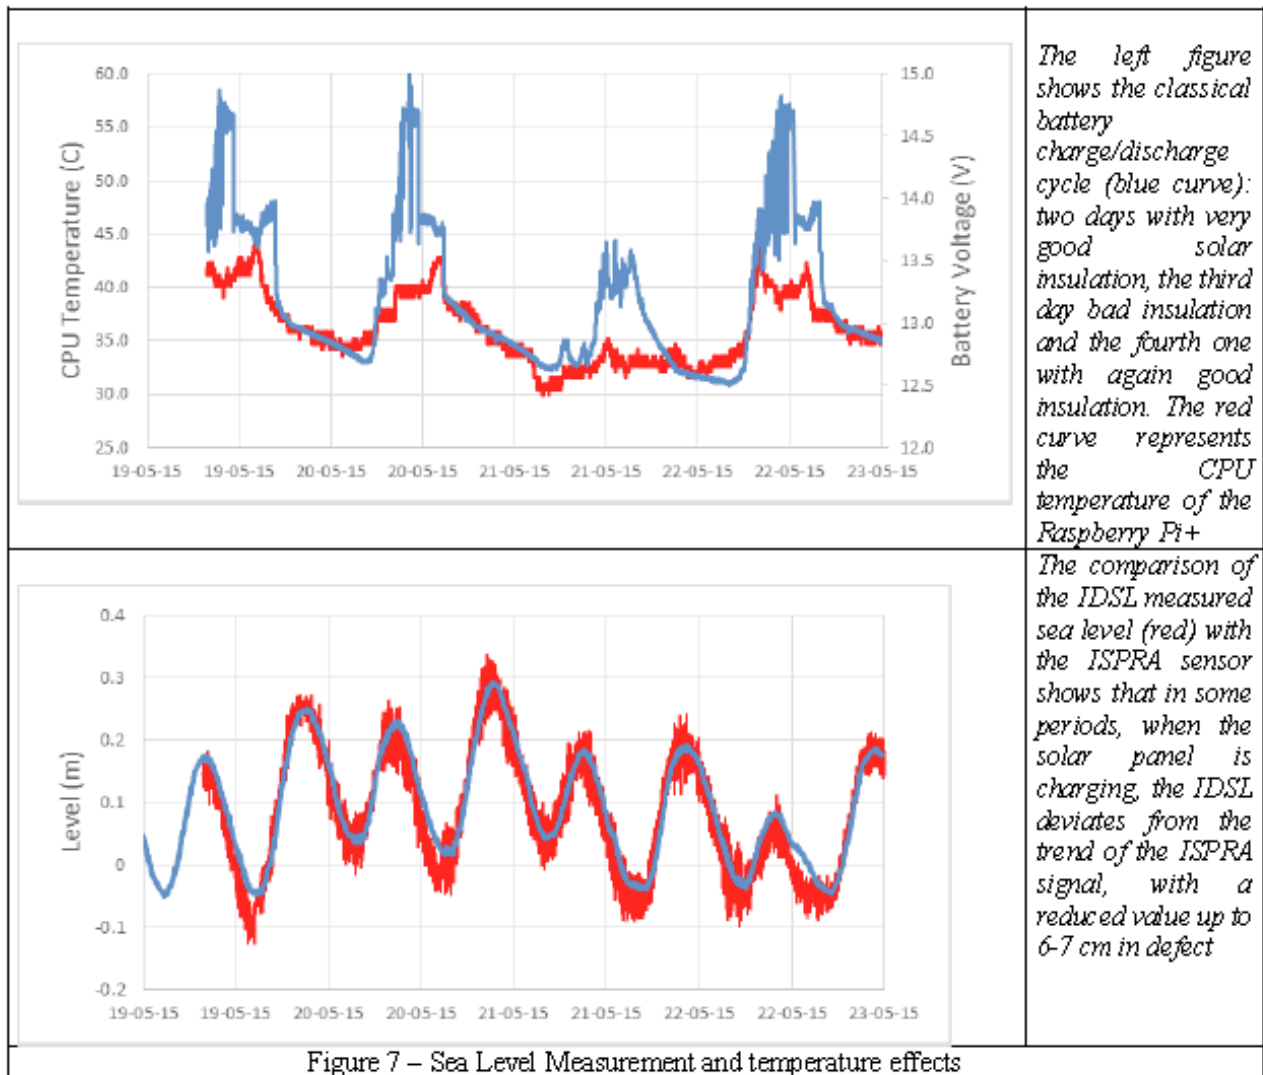 60.0
55.0
50.0
45.0
40.0
35.0
30.0
25.0
CPU Temperature (C)
15.0
14.5
14.0
13.5
13.0
12.5
12.0
Battery Voltage (V)
19-05-15 19-05-15 20-05-15 20-05-15 21-05-15 21-05-15 22-05-15 22-05-15 23-05-15
The left figure
shows the classical
battery
charge/discharge
cycle (blue curve):
two days with very
good solar
insulation, the third
day bad insulation
and the fourth one
with again good
insulation. The red
curve represents
the CPU
temperature of the
Raspberry Pi+
0.4
0.3
0.2
0.1
0
-0.1
-0.2
Level (m)
19-05-15 19-05-15 20-05-15 20-05-15 21-05-15 21-05-15 22-05-15 22-05-15 23-05-15
The comparison of
the IDSL measured
sea level (red) with
the ISPRA sensor
shows that in some
periods, when the
solar panel is
charging, the IDSL
deviates from the
trend of the ISPRA
signal, with a
reduced value up to
6-7 cm in defect
Figure 7 – Sea Level Measurement and temperature effects